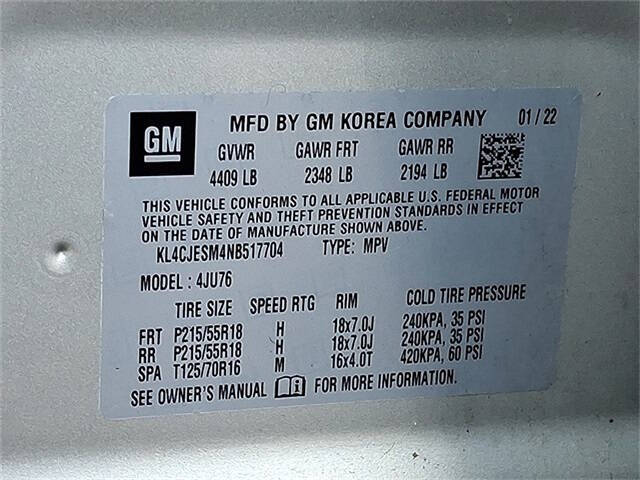 GM MFD BY GM KOREA COMPANY 01/22
GVWR GAWR FRT GAWR RR
4409 LB 2348 LB 2194 LB
THIS VEHICLE CONFORMS TO ALL APPLICABLE U.S. FEDERAL MOTOR
VEHICLE SAFETY AND THEFT PREVENTION STANDARDS IN EFFECT
ON THE DATE OF MANUFACTURE SHOWN ABOVE.
KL4CJESM4NB517704 TYPE: MPV
MODEL: 4JU76
TIRE SIZE SPEED RTG RIM COLD TIRE PRESSURE
FRT P215/55R18 H 18x7.0J 240KPA, 35 PSI
RR P215/55R18 H 18x7.0J 240KPA, 35 PSI
SPA T125/70R16 M 16x4.0T 420KPA, 60 PSI
SEE OWNER'S MANUAL FOR MORE INFORMATION.